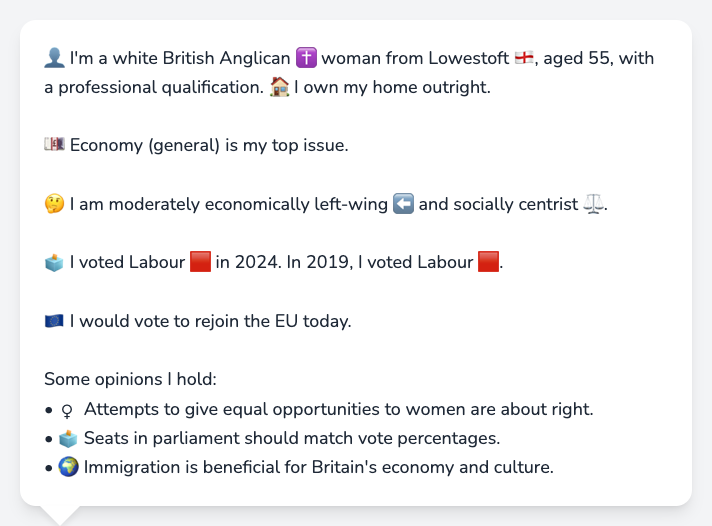 👤 I'm a white British Anglican ✝️ woman from Lowestoft 🏴󠁧󠁢󠁥󠁮󠁧󠁿, aged 55, with
a professional qualification. 🏠 I own my home outright.
💷 Economy (general) is my top issue.
🤔 I am moderately economically left-wing ⬅️ and socially centrist ⚖️.
🗳️ I voted Labour 🟥 in 2024. In 2019, I voted Labour 🟥.
🇪🇺 I would vote to rejoin the EU today.
Some opinions I hold:
• ♀ Attempts to give equal opportunities to women are about right.
• 🗳️ Seats in parliament should match vote percentages.
• 🌍 Immigration is beneficial for Britain's economy and culture.